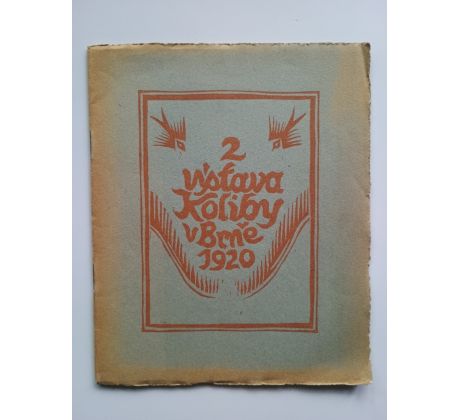 2
Výstava
Koliby
v Brně
1920